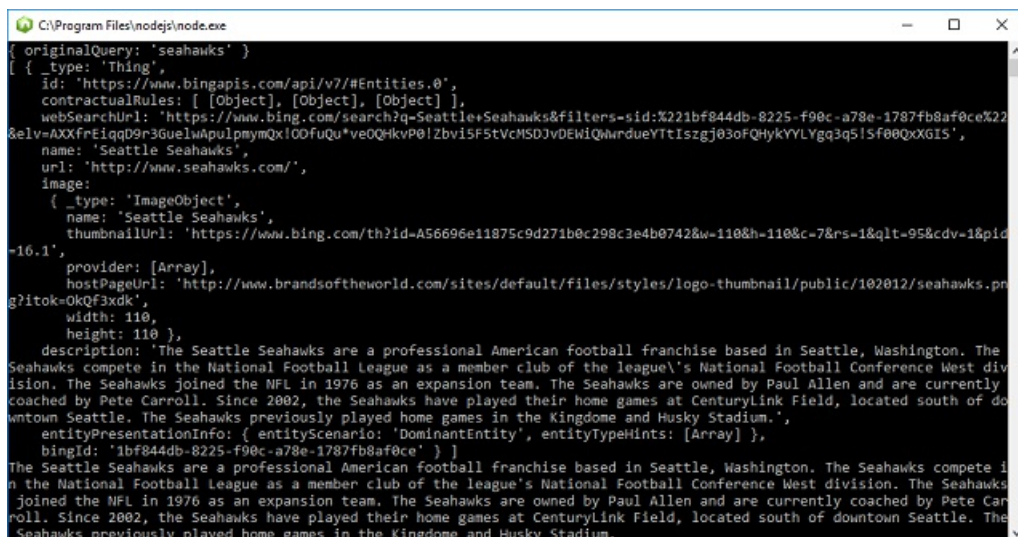 C:\Program Files\nodejs\node.exe
{ originalQuery: 'seahawks' }
[ { _type: 'Thing',
id: 'https://www.bingapis.com/api/v7/#Entities.0',
contractualRules: [ [Object], [Object], [Object] ],
webSearchUrl: 'https://www.bing.com/search?q=Seattle+Seahawks&filters=sid:%221bf844db-8225-f90c-a78e-1787fb8af0ce%22
name: 'Seattle Seahawks',
url: 'http://www.seahawks.com/',
image:
{ _type: 'ImageObject',
name: 'Seattle Seahawks',
thumbnailUrl: 'https://www.bing.com/th?id=A56696e11875c9d271b0c298c3e4b0742&w=110&h=110&c=7&rs=1&qlt=95&cdv=1&pid
=16.1',
provider: [Array],
hostPageUrl: 'http://www.brandsoftheworld.com/sites/default/files/styles/logo-thumbnail/public/102012/seahawks.pn
g?itok=OkQf3xdk',
width: 110,
height: 110 },
description: 'The Seattle Seahawks are a professional American football franchise based in Seattle, Washington. The
Seahawks compete in the National Football League as a member club of the league\'s National Football Conference West div
ision. The Seahawks joined the NFL in 1976 as an expansion team. The Seahawks are owned by Paul Allen and are currently
coached by Pete Carroll. Since 2002, the Seahawks have played their home games at CenturyLink Field, located south of do
wntown Seattle. The Seahawks previously played home games in the Kingdome and Husky Stadium.',
entityPresentationInfo: { entityScenario: 'DominantEntity', entityTypeHints: [Array] },
bingId: '1bf844db-8225-f90c-a78e-1787fb8af0ce' } ]
The Seattle Seahawks are a professional American football franchise based in Seattle, Washington. The Seahawks compete i
n the National Football League as a member club of the league's National Football Conference West division. The Seahawks
joined the NFL in 1976 as an expansion team. The Seahawks are owned by Paul Allen and are currently coached by Pete Car
roll. Since 2002, the Seahawks have played their home games at CenturyLink Field, located south of downtown Seattle. The
Seahawks previously played home games in the Kingdome and Husky Stadium.